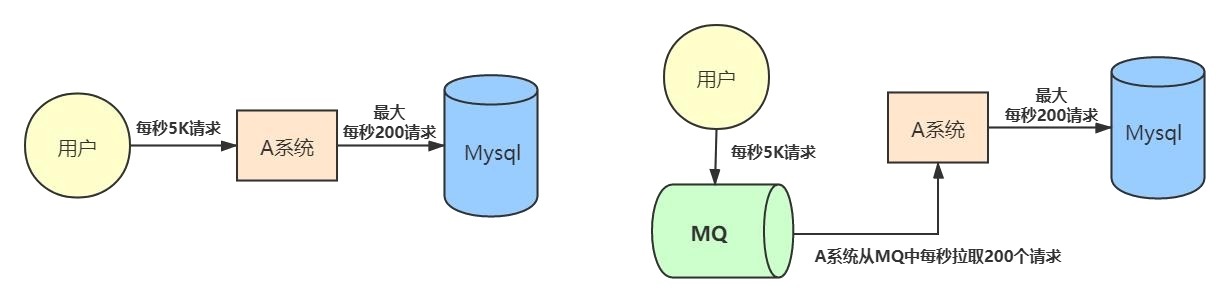 用户
每秒5K请求
A系统
最大
每秒200请求
Mysql
用户
每秒5K请求
MQ
A系统从MQ中每秒拉取200个请求
A系统
最大
每秒200请求
Mysql